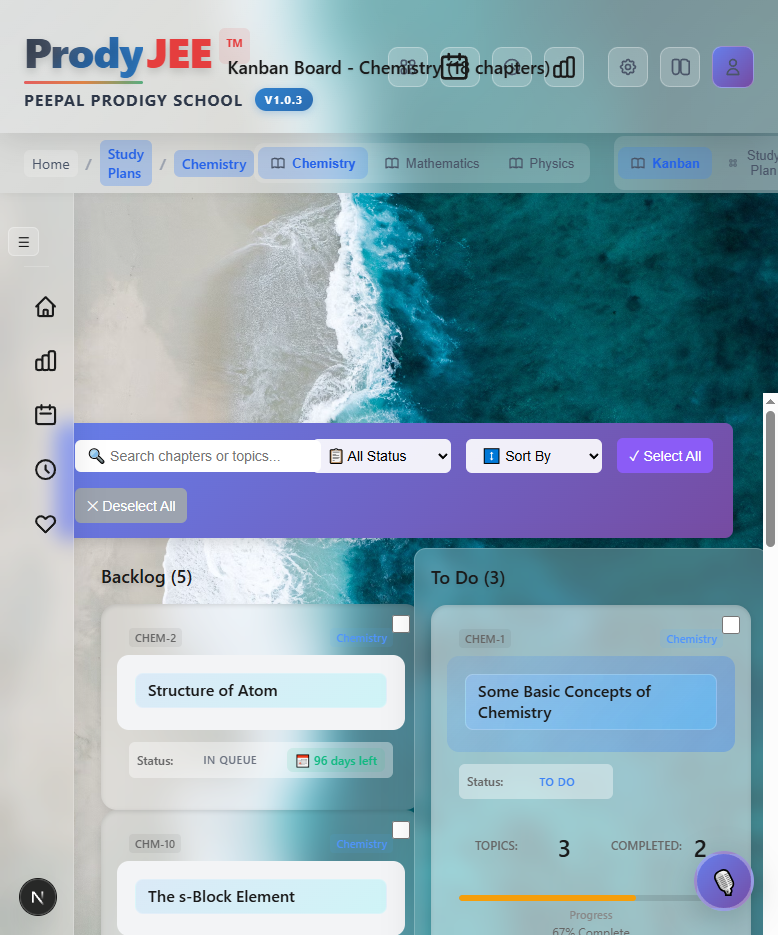 ProdyJEE TM
Kanban Board - Chemistry (18 chapters)
PEEPAL PRODIGY SCHOOL V1.0.3
Home / Study Plans / Chemistry Chemistry Mathematics Physics Kanban Study Plan
☰
🔍 Search chapters or topics... 📋 All Status ↕️ Sort By ✓ Select All
✕ Deselect All
Backlog (5)
CHEM-2 Chemistry
Structure of Atom
Status: IN QUEUE 📅 96 days left
CHM-10 Chemistry
The s-Block Element
To Do (3)
CHEM-1 Chemistry
Some Basic Concepts of
Chemistry
Status: TO DO
TOPICS: 3 COMPLETED: 2
Progress
67% Complete
N